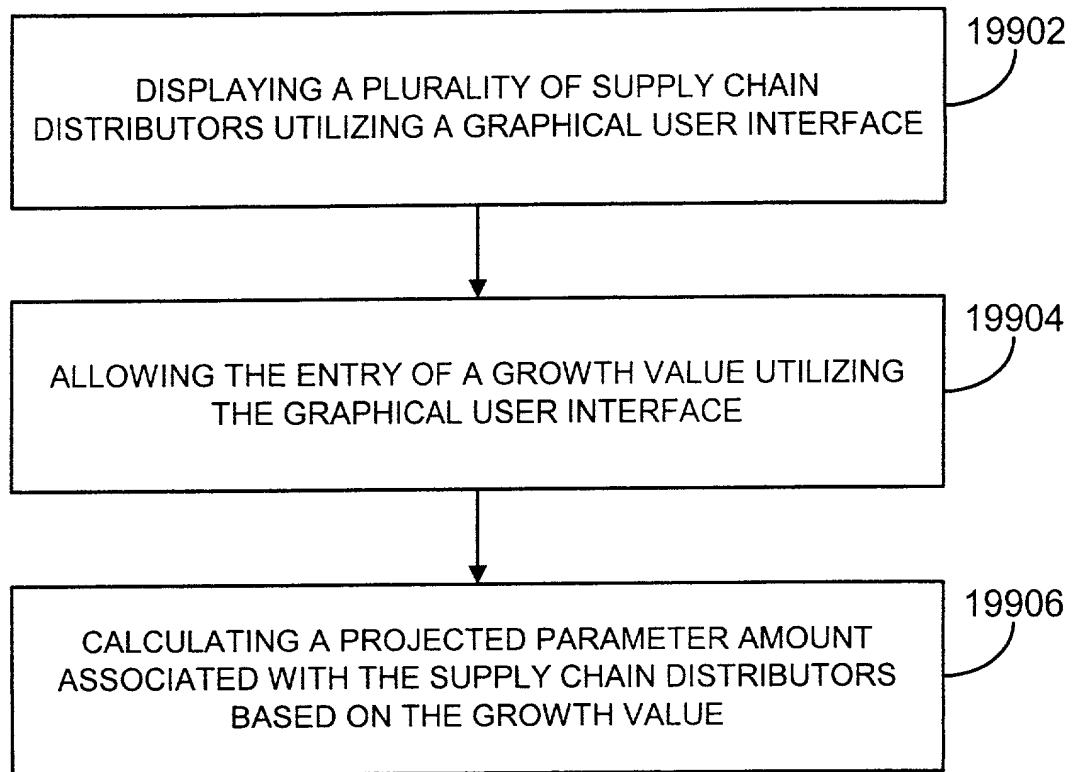 19902
DISPLAYING A PLURALITY OF SUPPLY CHAIN
DISTRIBUTORS UTILIZING A GRAPHICAL USER INTERFACE
19904
ALLOWING THE ENTRY OF A GROWTH VALUE UTILIZING
THE GRAPHICAL USER INTERFACE
19906
CALCULATING A PROJECTED PARAMETER AMOUNT
ASSOCIATED WITH THE SUPPLY CHAIN DISTRIBUTORS
BASED ON THE GROWTH VALUE